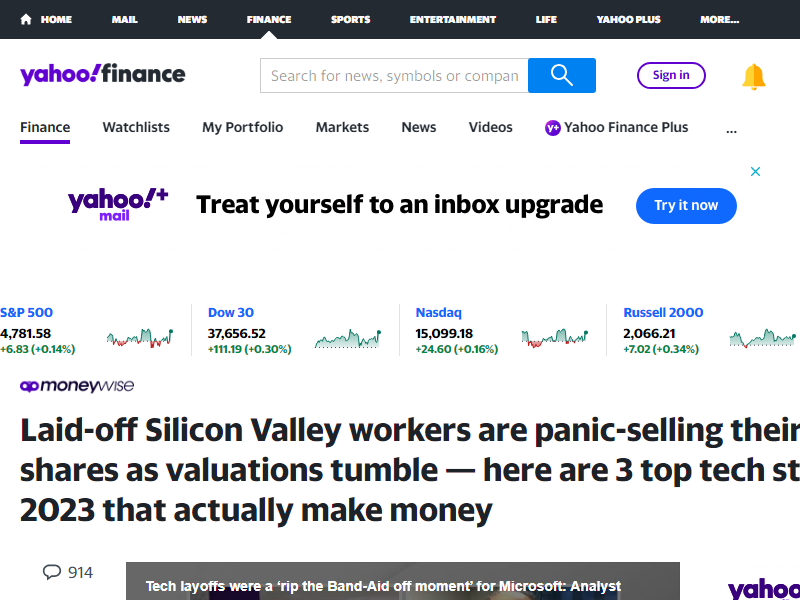 HOME MAIL NEWS FINANCE SPORTS ENTERTAINMENT LIFE YAHOO PLUS MORE...
yahoo!finance
Search for news, symbols or compan
Sign in
Finance Watchlists My Portfolio Markets News Videos y+ Yahoo Finance Plus ...
yahoo!+ mail
Treat yourself to an inbox upgrade
Try it now
S&P 500 Dow 30 Nasdaq Russell 2000
4,781.58 37,656.52 15,099.18 2,066.21
+6.83 (+0.14%) +111.19 (+0.30%) +24.60 (+0.16%) +7.02 (+0.34%)
moneywise
Laid-off Silicon Valley workers are panic-selling their
shares as valuations tumble — here are 3 top tech st
2023 that actually make money
914
Tech layoffs were a ‘rip the Band-Aid off moment’ for Microsoft: Analyst
yahoo